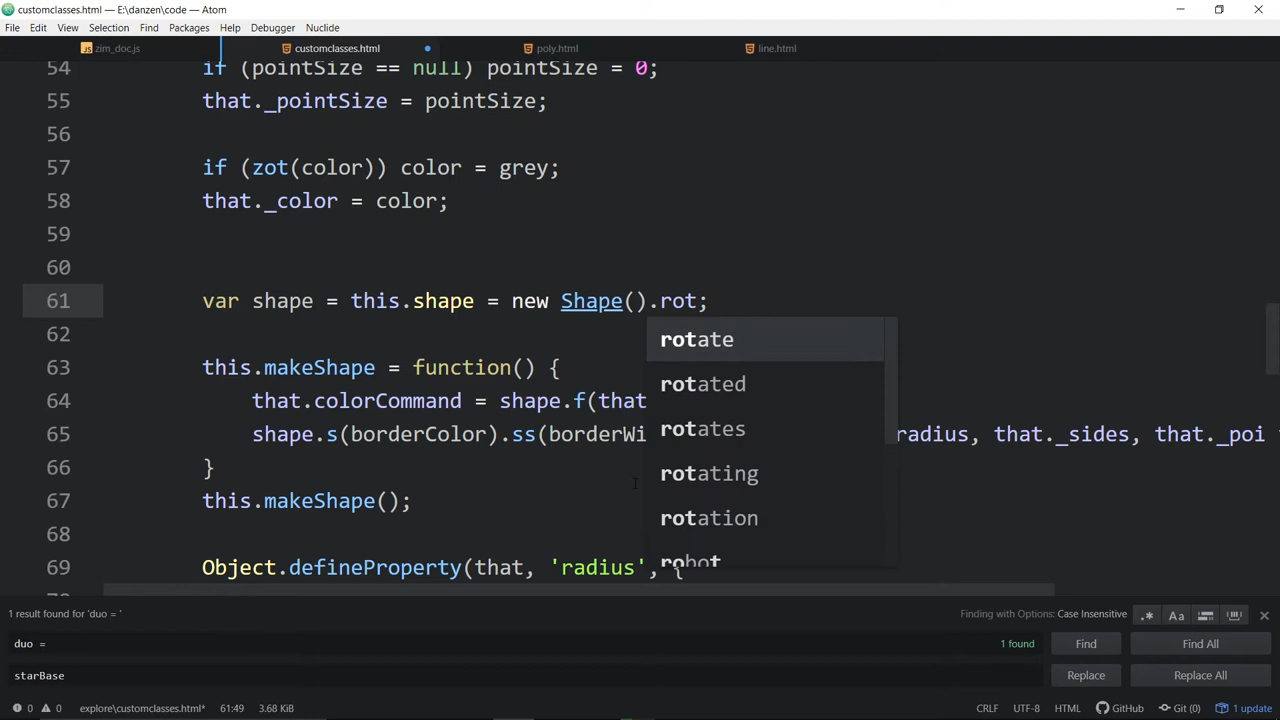 customclasses.html — E:\danzen\code — Atom
File Edit View Selection Find Packages Help Debugger Nuclide
zim_doc.js customclasses.html poly.html line.html
54 if (pointSize == null) pointSize = 0;
55 that._pointSize = pointSize;
56
57 if (zot(color)) color = grey;
58 that._color = color;
59
60
61 var shape = this.shape = new Shape().rot;
62 rotate
63 this.makeShape = function() {
rotated
64 that.colorCommand = shape.f(that
rotates
65 shape.s(borderColor).ss(borderWi radius, that._sides, that._poi
66 } rotating
67 this.makeShape();
rotation
68
69 Object.defineProperty(that, 'radius', {
robot
1 result found for 'duo = '
Finding with Options: Case Insensitive .* Aa
duo = 1 found Find Find All
starBase Replace Replace All
0 0 explore\customclasses.html* 61:49 3.68 KiB CRLF UTF-8 HTML GitHub Git (0) 1 update